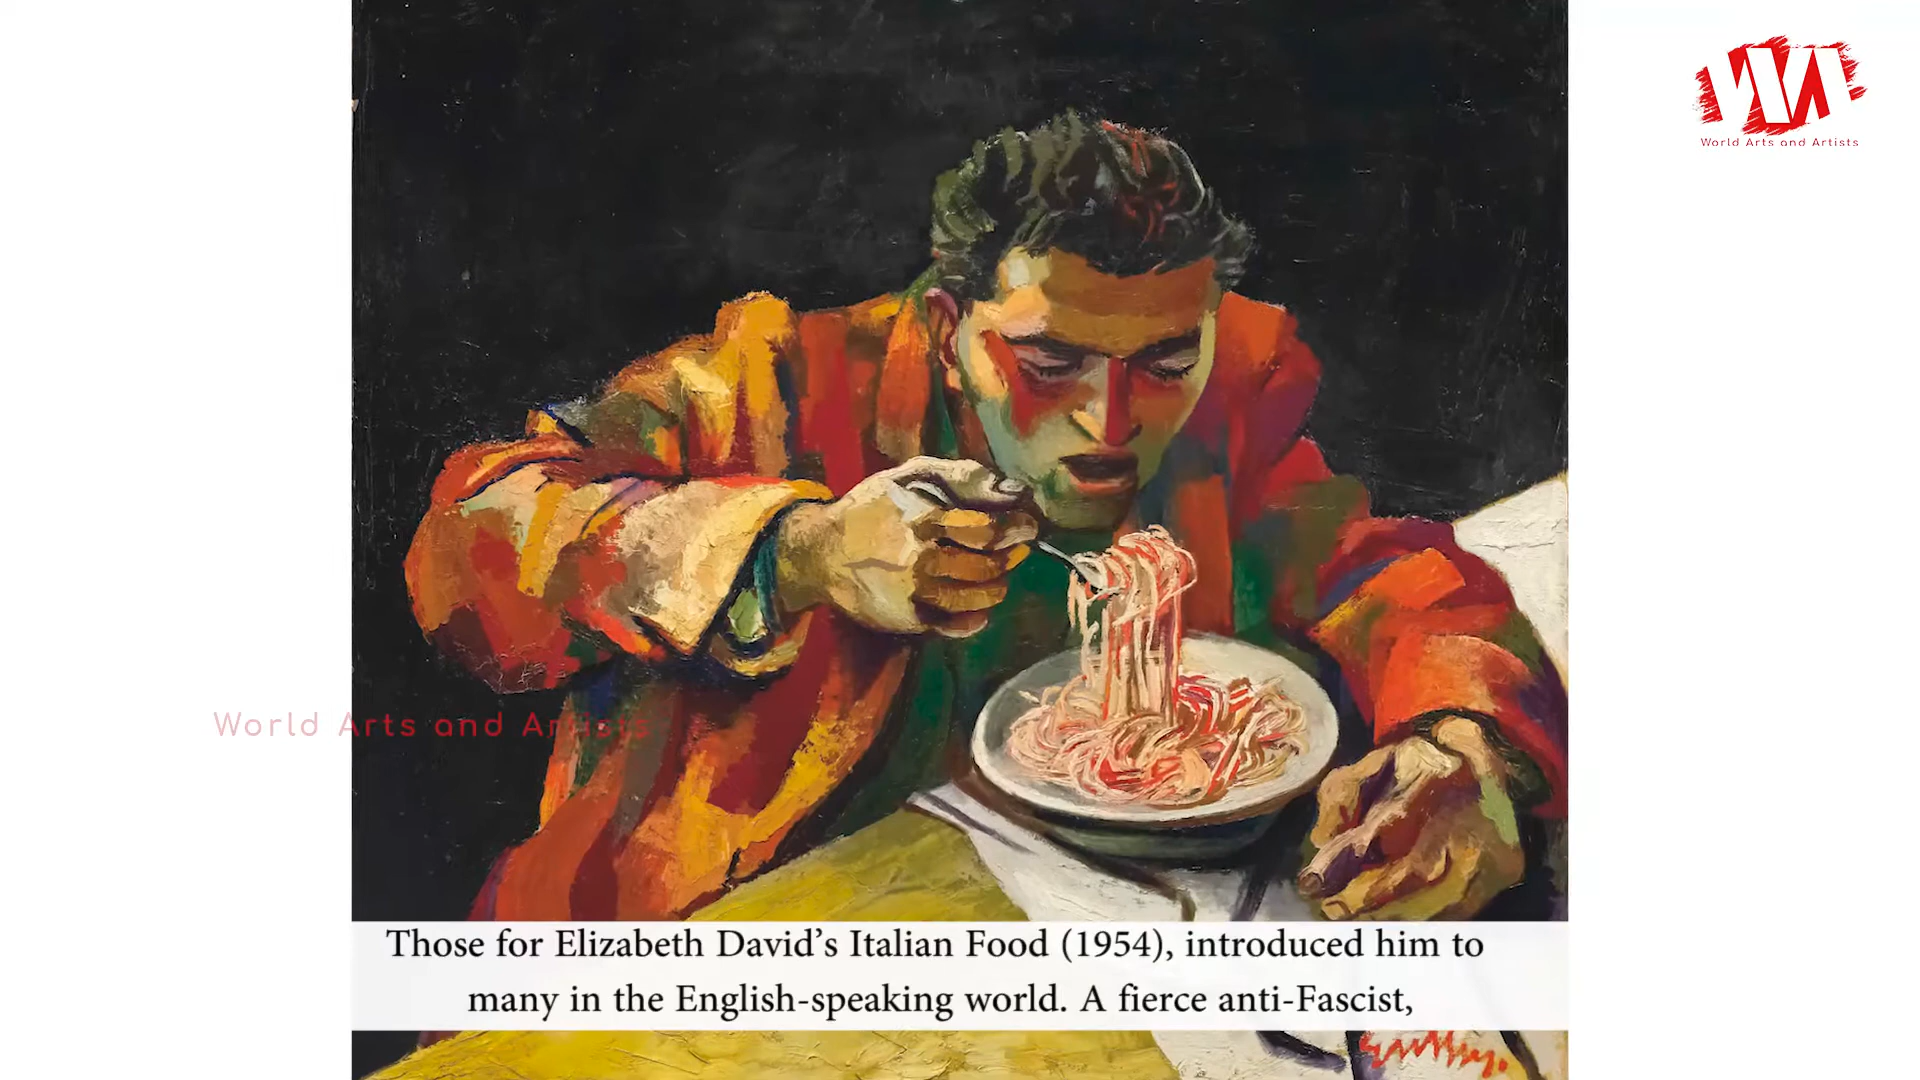 World Arts and Artists
World Arts and Artists
Those for Elizabeth David’s Italian Food (1954), introduced him to
many in the English-speaking world. A fierce anti-Fascist,